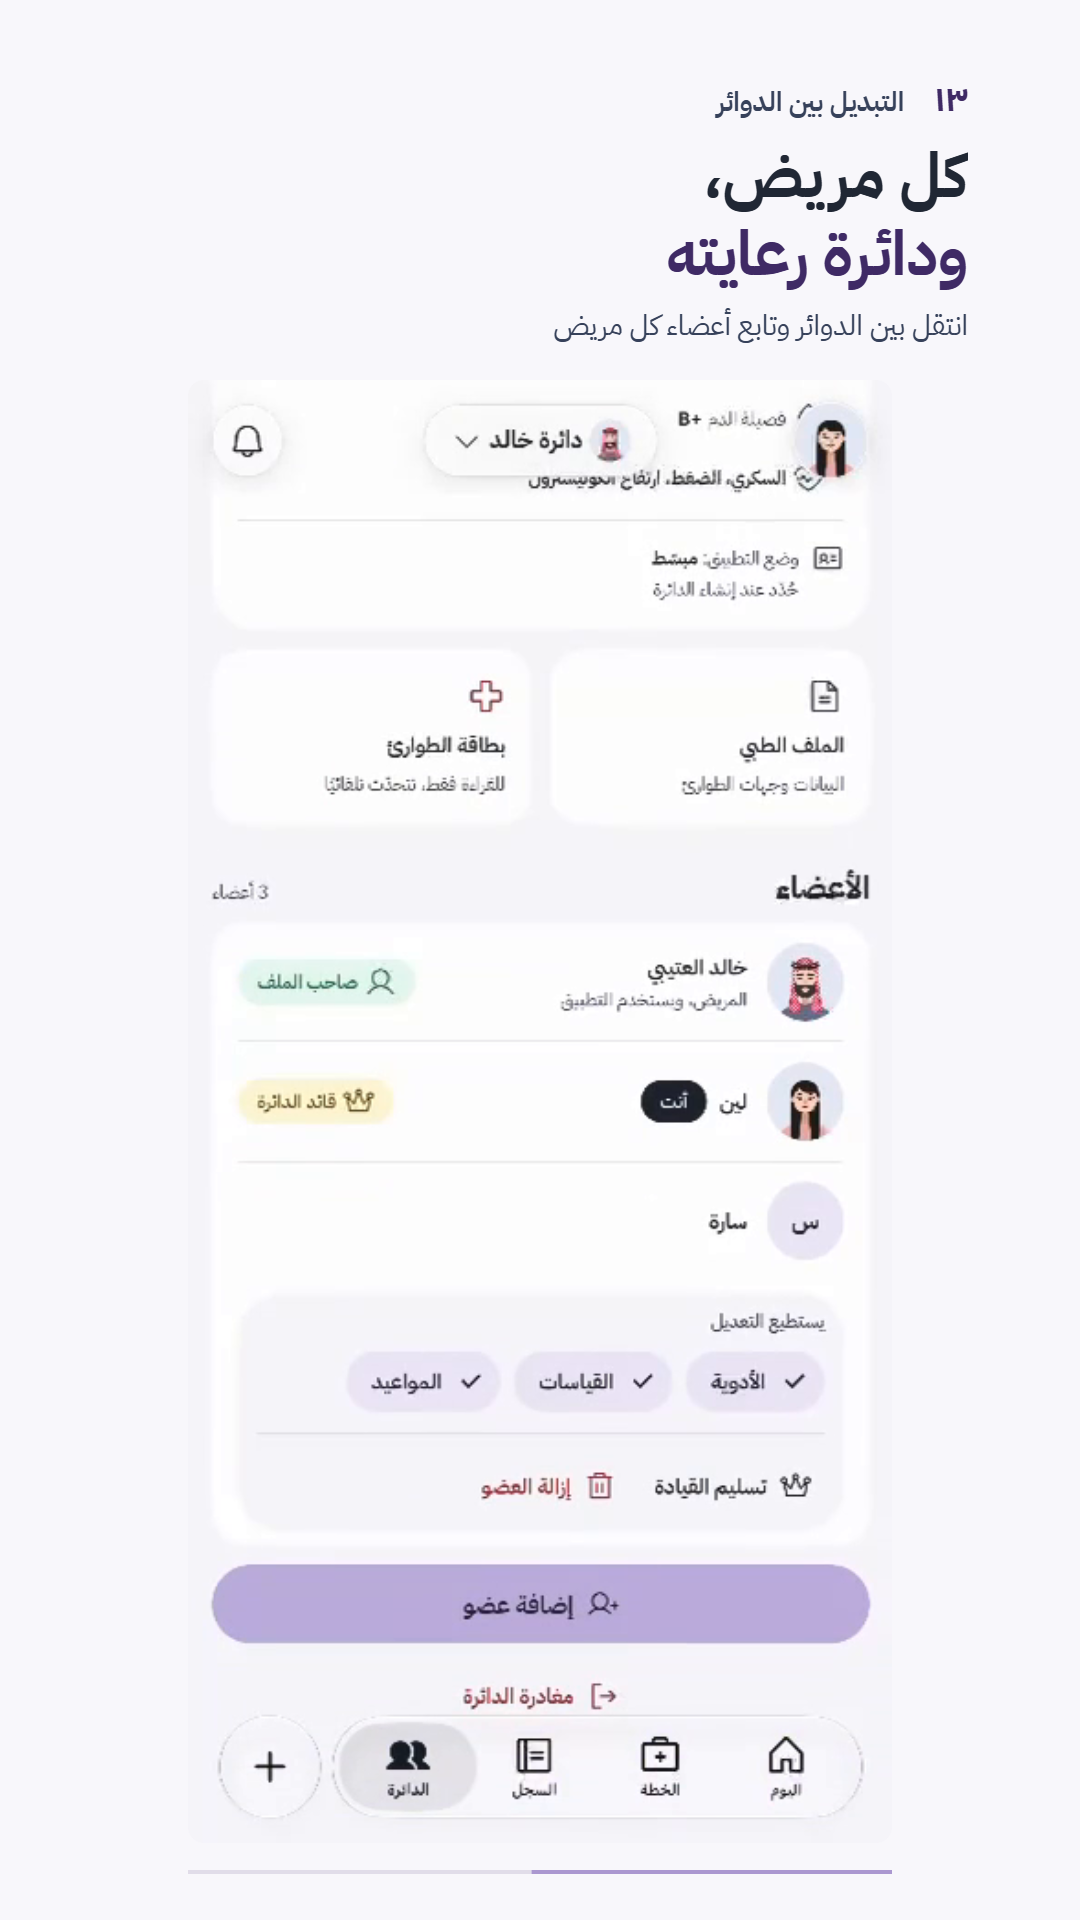 ١٣ التبديل بين الدوائر
كل مريض،
ودائرة رعايته
انتقل بين الدوائر وتابع أعضاء كل مريض
فصيلة الدم B+
دائرة خالد
السكري، الضغط، ارتفاع الكوليسترول
وضع التطبيق: مبسّط
حُدّد عند إنشاء الدائرة
الملف الطبي
البيانات وجهات الطوارئ
بطاقة الطوارئ
للقراءة فقط، تتحدّث تلقائيًا
الأعضاء
3 أعضاء
خالد العتيبي
المريض، ويستخدم التطبيق
صاحب الملف
لين أنت
قائد الدائرة
س سارة
يستطيع التعديل
الأدوية القياسات المواعيد
تسليم القيادة إزالة العضو
إضافة عضو
مغادرة الدائرة
اليوم الخطة السجل الدائرة